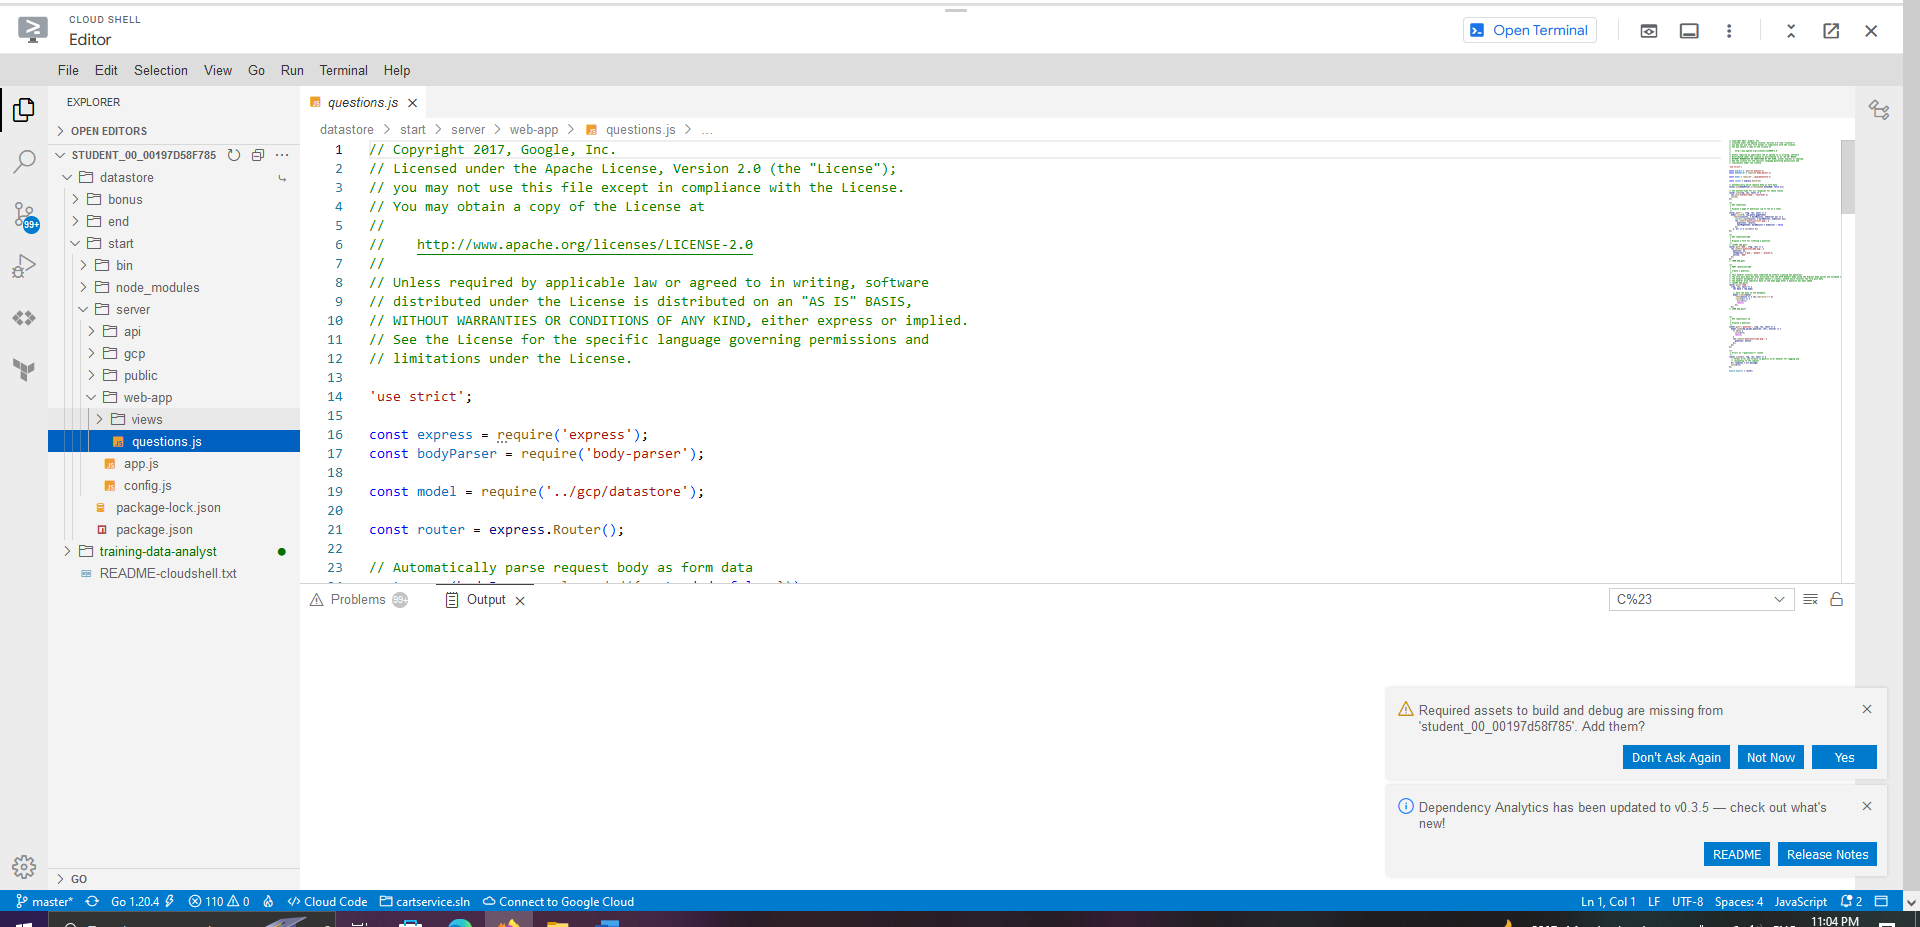 CLOUD SHELL
Editor
Open Terminal
File Edit Selection View Go Run Terminal Help
EXPLORER
OPEN EDITORS
STUDENT_00_00197D58F785
datastore
bonus
end
start
bin
node_modules
server
api
gcp
public
web-app
views
questions.js
app.js
config.js
package-lock.json
package.json
training-data-analyst
README-cloudshell.txt
GO
99+
questions.js
datastore > start > server > web-app > questions.js > ...
1 // Copyright 2017, Google, Inc.
2 // Licensed under the Apache License, Version 2.0 (the "License");
3 // you may not use this file except in compliance with the License.
4 // You may obtain a copy of the License at
5 //
6 //    http://www.apache.org/licenses/LICENSE-2.0
7 //
8 // Unless required by applicable law or agreed to in writing, software
9 // distributed under the License is distributed on an "AS IS" BASIS,
10 // WITHOUT WARRANTIES OR CONDITIONS OF ANY KIND, either express or implied.
11 // See the License for the specific language governing permissions and
12 // limitations under the License.
13
14 'use strict';
15
16 const express = require('express');
17 const bodyParser = require('body-parser');
18
19 const model = require('../gcp/datastore');
20
21 const router = express.Router();
22
23 // Automatically parse request body as form data
Problems 99+ Output
C%23
Required assets to build and debug are missing from
'student_00_00197d58f785'. Add them?
Don't Ask Again Not Now Yes
Dependency Analytics has been updated to v0.3.5 — check out what's
new!
README Release Notes
master* Go 1.20.4 110 0 Cloud Code cartservice.sln Connect to Google Cloud
Ln 1, Col 1 LF UTF-8 Spaces: 4 JavaScript 2
11:04 PM